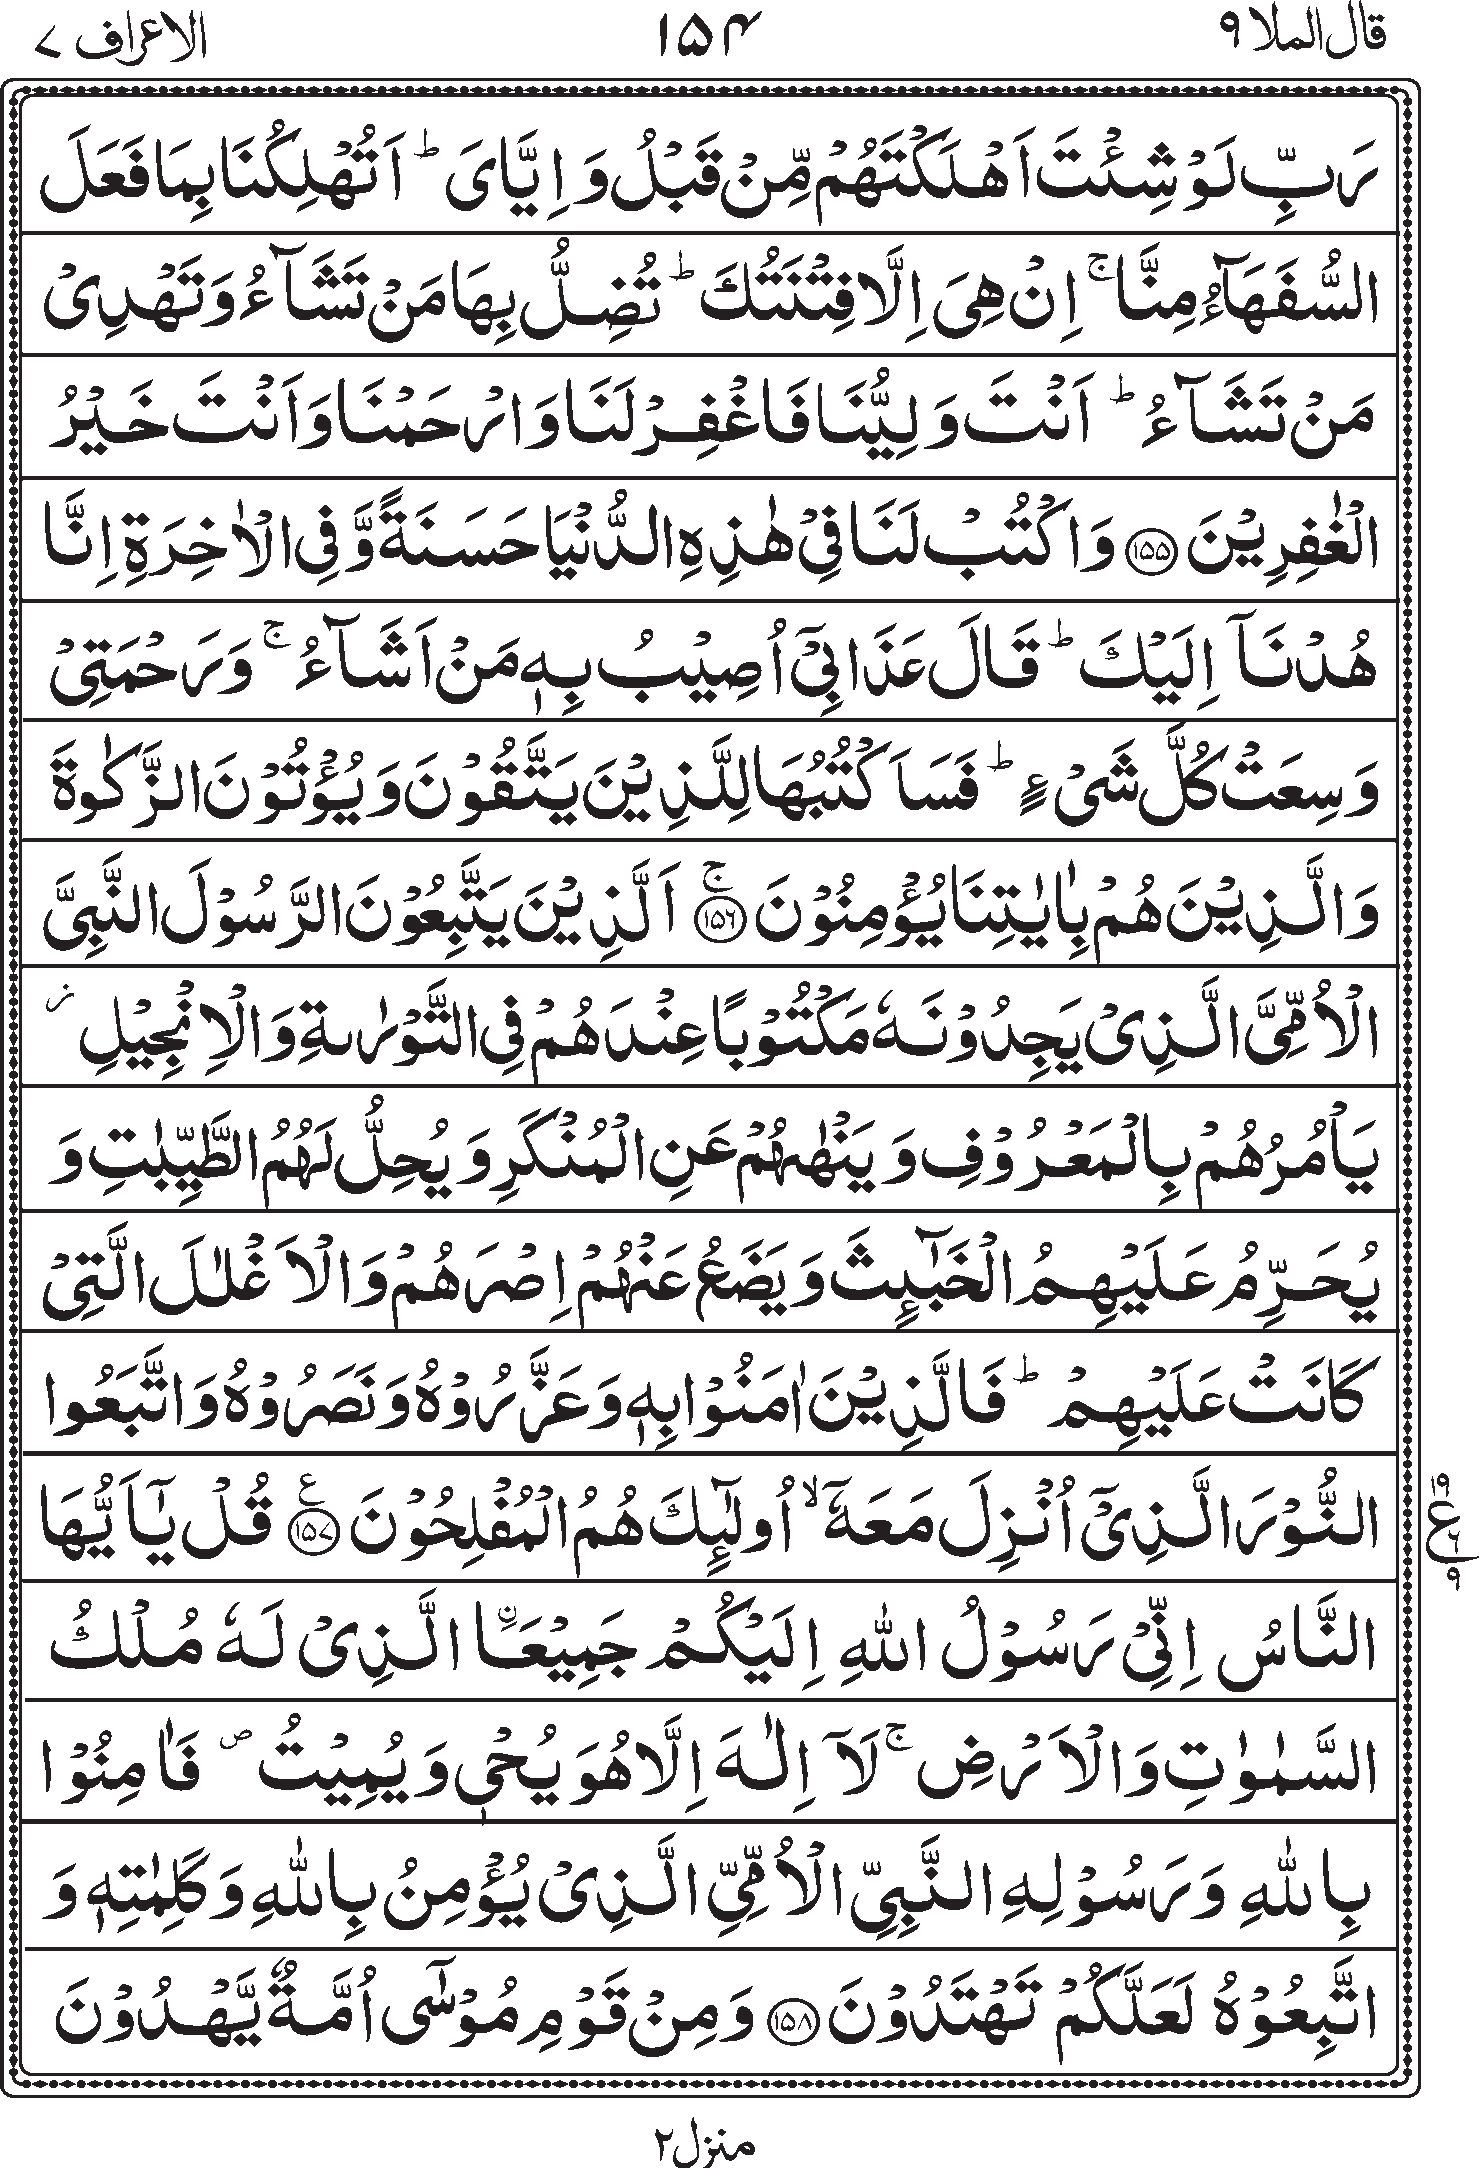 قال الملا ۹
۱۵۴
الاعراف ۷
رَبِّ لَوْ شِئْتَ اَهْلَكْتَهُمْ مِّنْ قَبْلُ وَ اِيَّايَ ؕ اَتُهْلِكُنَا بِمَا فَعَلَ
السُّفَهَآءُ مِنَّا ۚ اِنْ هِيَ اِلَّا فِتْنَتُكَ ؕ تُضِلُّ بِهَا مَنْ تَشَآءُ وَ تَهْدِيْ
مَنْ تَشَآءُ ؕ اَنْتَ وَلِيُّنَا فَاغْفِرْ لَنَا وَ ارْحَمْنَا وَ اَنْتَ خَيْرُ
الْغٰفِرِيْنَ ۝۱۵۵ وَ اكْتُبْ لَنَا فِيْ هٰذِهِ الدُّنْيَا حَسَنَةً وَّ فِي الْاٰخِرَةِ اِنَّا
هُدْنَاۤ اِلَيْكَ ؕ قَالَ عَذَابِيْۤ اُصِيْبُ بِهٖ مَنْ اَشَآءُ ۚ وَ رَحْمَتِيْ
وَسِعَتْ كُلَّ شَيْءٍ ؕ فَسَاَكْتُبُهَا لِلَّذِيْنَ يَتَّقُوْنَ وَ يُؤْتُوْنَ الزَّكٰوةَ
وَ الَّذِيْنَ هُمْ بِاٰيٰتِنَا يُؤْمِنُوْنَ ۝۱۵۶ۚ اَلَّذِيْنَ يَتَّبِعُوْنَ الرَّسُوْلَ النَّبِيَّ
الْاُمِّيَّ الَّذِيْ يَجِدُوْنَهٗ مَكْتُوْبًا عِنْدَهُمْ فِي التَّوْرٰىةِ وَ الْاِنْجِيْلِ ز
يَاْمُرُهُمْ بِالْمَعْرُوْفِ وَ يَنْهٰىهُمْ عَنِ الْمُنْكَرِ وَ يُحِلُّ لَهُمُ الطَّيِّبٰتِ وَ
يُحَرِّمُ عَلَيْهِمُ الْخَبٰٓىِٕثَ وَ يَضَعُ عَنْهُمْ اِصْرَهُمْ وَ الْاَغْلٰلَ الَّتِيْ
كَانَتْ عَلَيْهِمْ ؕ فَالَّذِيْنَ اٰمَنُوْا بِهٖ وَ عَزَّرُوْهُ وَ نَصَرُوْهُ وَ اتَّبَعُوا
النُّوْرَ الَّذِيْۤ اُنْزِلَ مَعَهٗۤ ۙ اُولٰٓىِٕكَ هُمُ الْمُفْلِحُوْنَ ۝۱۵۷ ع قُلْ يٰۤاَيُّهَا
۱۹
ع
۶
۹
النَّاسُ اِنِّيْ رَسُوْلُ اللّٰهِ اِلَيْكُمْ جَمِيْعَاۨ الَّذِيْ لَهٗ مُلْكُ
السَّمٰوٰتِ وَ الْاَرْضِ ۚ لَاۤ اِلٰهَ اِلَّا هُوَ يُحْيٖ وَ يُمِيْتُ ص فَاٰمِنُوْا
بِاللّٰهِ وَ رَسُوْلِهِ النَّبِيِّ الْاُمِّيِّ الَّذِيْ يُؤْمِنُ بِاللّٰهِ وَ كَلِمٰتِهٖ وَ
اتَّبِعُوْهُ لَعَلَّكُمْ تَهْتَدُوْنَ ۝۱۵۸ وَ مِنْ قَوْمِ مُوْسٰۤى اُمَّةٌ يَّهْدُوْنَ
منزل ۲